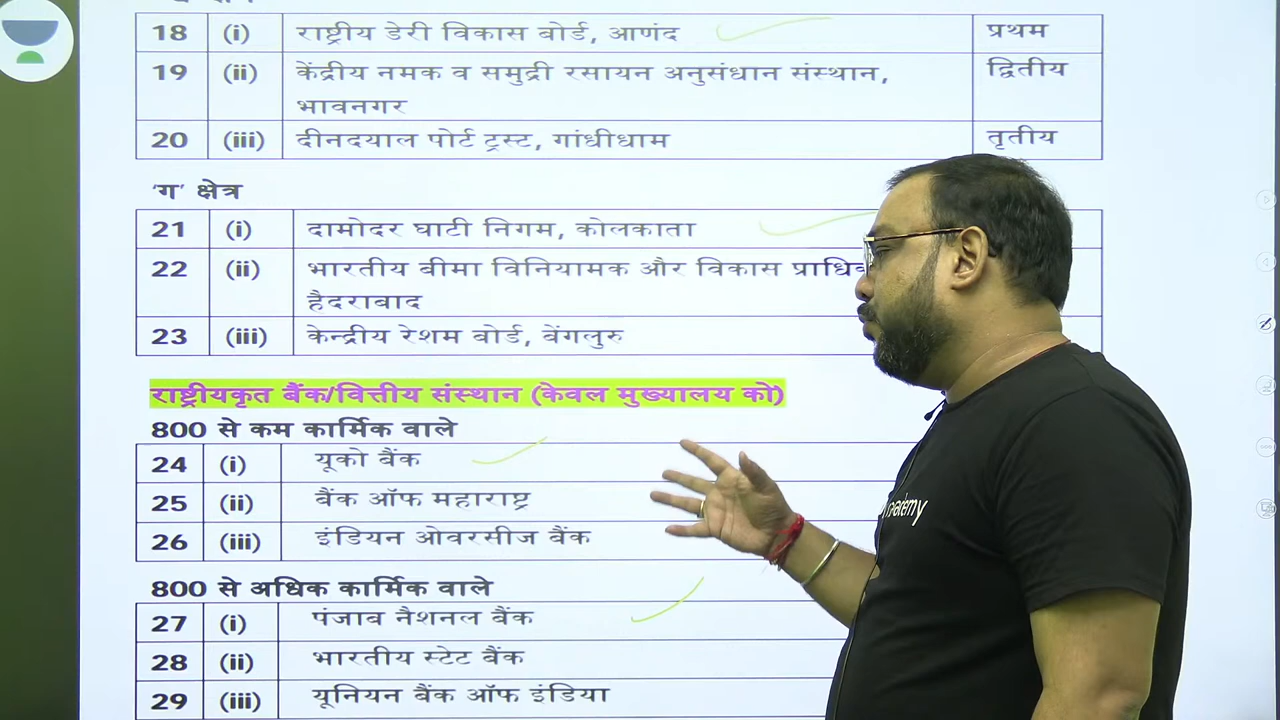 18 (i) राष्ट्रीय डेरी विकास बोर्ड, आणंद प्रथम
19 (ii) केंद्रीय नमक व समुद्री रसायन अनुसंधान संस्थान, द्वितीय
भावनगर
20 (iii) दीनदयाल पोर्ट ट्रस्ट, गांधीधाम तृतीय
'ग' क्षेत्र
21 (i) दामोदर घाटी निगम, कोलकाता
22 (ii) भारतीय बीमा विनियामक और विकास
हैदराबाद
23 (iii) केन्द्रीय रेशम बोर्ड, बेंगलुरु
राष्ट्रीयकृत बैंक/वित्तीय संस्थान (केवल मुख्यालय को)
800 से कम कार्मिक वाले
24 (i) यूको बैंक
25 (ii) बैंक ऑफ महाराष्ट्र
26 (iii) इंडियन ओवरसीज बैंक
800 से अधिक कार्मिक वाले
27 (i) पंजाब नैशनल बैंक
28 (ii) भारतीय स्टेट बैंक
29 (iii) यूनियन बैंक ऑफ इंडिया